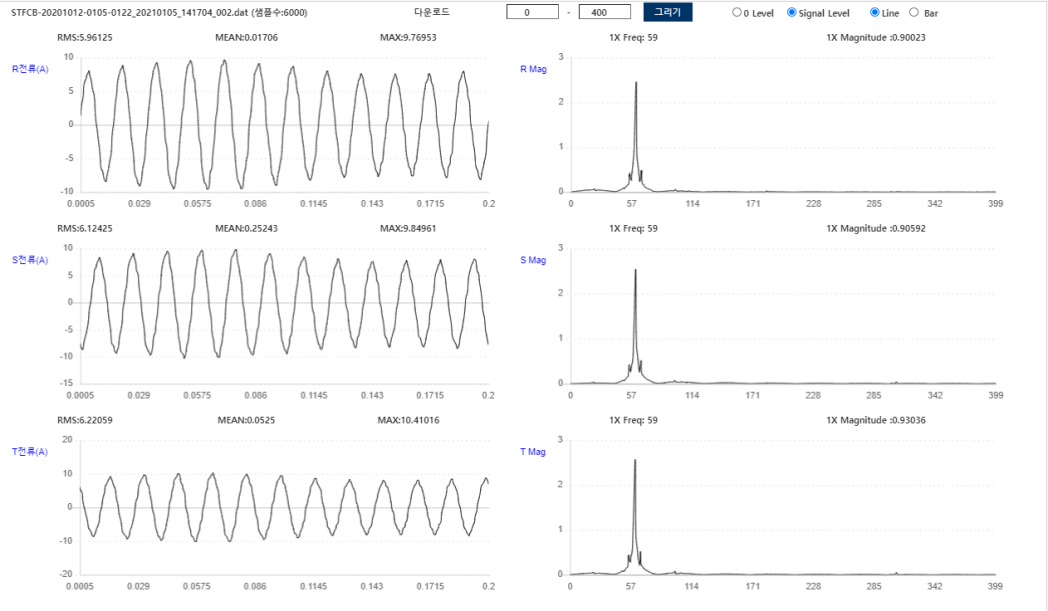 STFCB-20201012-0105-0122_20210105_141704_002.dat (샘플수:6000) 다운로드 0 - 400 그리기 0 Level Signal Level Line Bar
RMS:5.96125 MEAN:0.01706 MAX:9.76953 1X Freq: 59 1X Magnitude :0.90023
R전류(A)
10
5
0
-5
-10
0.0005 0.029 0.0575 0.086 0.1145 0.143 0.1715 0.2
R Mag
3
2
1
0
0 57 114 171 228 285 342 399
RMS:6.12425 MEAN:0.25243 MAX:9.84961 1X Freq: 59 1X Magnitude :0.90592
S전류(A)
10
5
0
-5
-10
-15
0.0005 0.029 0.0575 0.086 0.1145 0.143 0.1715 0.2
S Mag
3
2
1
0
0 57 114 171 228 285 342 399
RMS:6.22059 MEAN:0.0525 MAX:10.41016 1X Freq: 59 1X Magnitude :0.93036
T전류(A)
20
10
0
-10
-20
0.0005 0.029 0.0575 0.086 0.1145 0.143 0.1715 0.2
T Mag
3
2
1
0
0 57 114 171 228 285 342 399